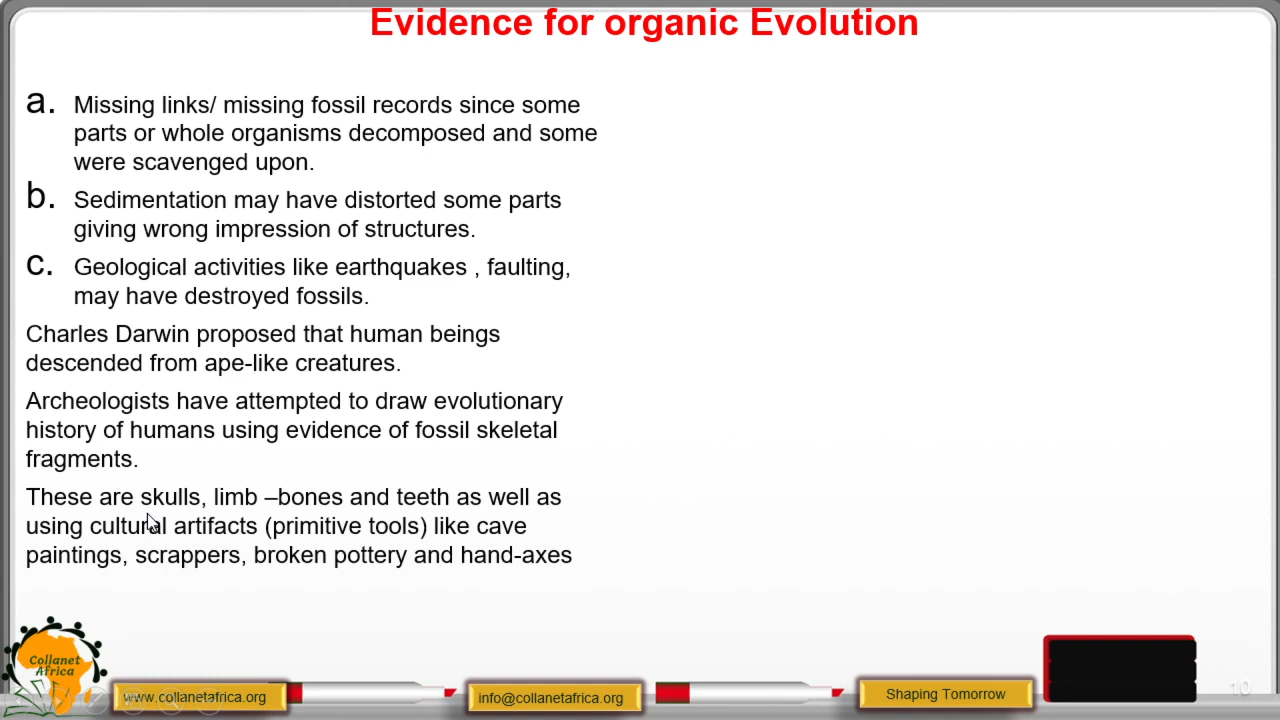 Evidence for organic Evolution
a. Missing links/ missing fossil records since some
parts or whole organisms decomposed and some
were scavenged upon.
b. Sedimentation may have distorted some parts
giving wrong impression of structures.
c. Geological activities like earthquakes , faulting,
may have destroyed fossils.
Charles Darwin proposed that human beings
descended from ape-like creatures.
Archeologists have attempted to draw evolutionary
history of humans using evidence of fossil skeletal
fragments.
These are skulls, limb –bones and teeth as well as
using cultural artifacts (primitive tools) like cave
paintings, scrappers, broken pottery and hand-axes
Collanet
Africa
www.collanetafrica.org
info@collanetafrica.org
Shaping Tomorrow
10